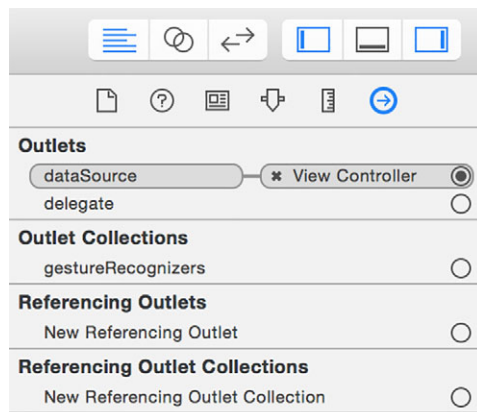 Outlets
dataSource ✖ View Controller
delegate
Outlet Collections
gestureRecognizers
Referencing Outlets
New Referencing Outlet
Referencing Outlet Collections
New Referencing Outlet Collection